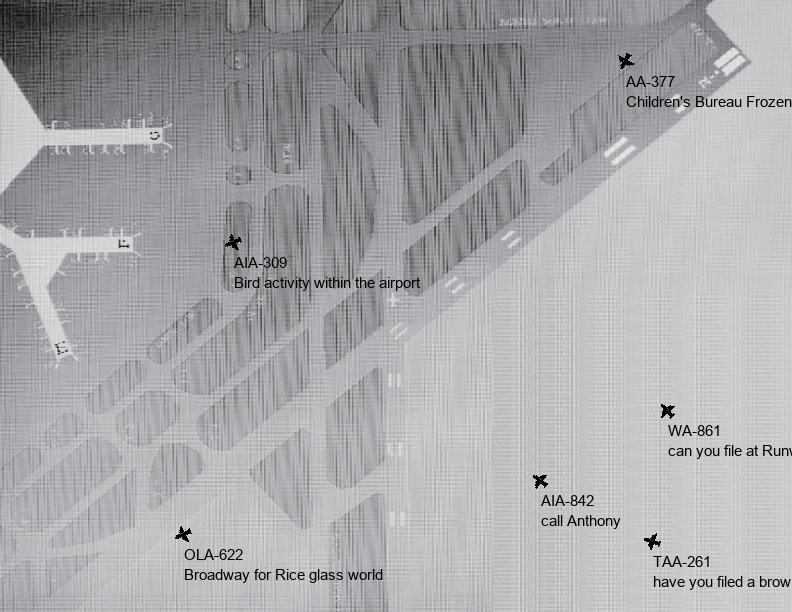 AA-377
Children's Bureau Frozen
AIA-309
Bird activity within the airport
WA-861
can you file at Runw
AIA-842
call Anthony
TAA-261
have you filed a brow
OLA-622
Broadway for Rice glass world